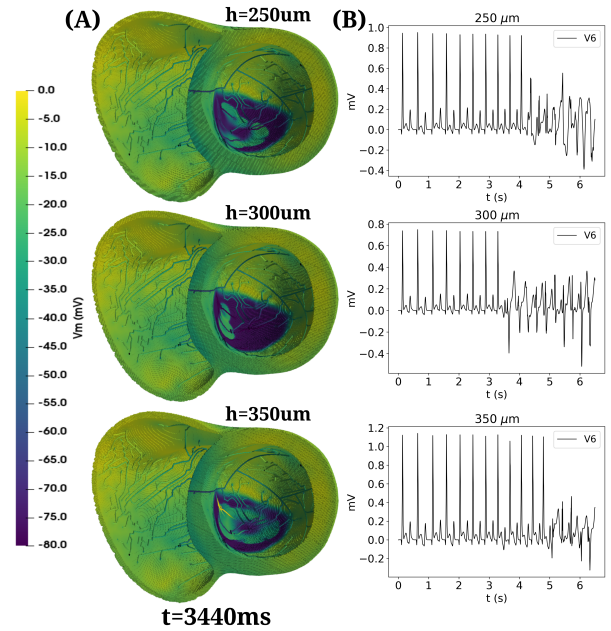 (A)
h=250um
h=300um
h=350um
t=3440ms
0.0
−10.0
−15.0
−20.0
−25.0
−30.0
−35.0
−40.0
−45.0
−50.0
−55.0
−60.0
−65.0
−70.0
−80.0
Vm (mV)
(B)
250 μm
V6
1.0
0.8
0.6
0.4
0.2
0.0
−0.2
−0.4
mV
0 1 2 3 4 5 6
t (s)
300 μm
V6
0.8
0.6
0.4
0.2
0.0
−0.2
−0.4
mV
0 1 2 3 4 5 6
t (s)
350 μm
V6
1.2
1.0
0.8
0.6
0.4
0.2
0.0
−0.2
mV
0 1 2 3 4 5 6
t (s)